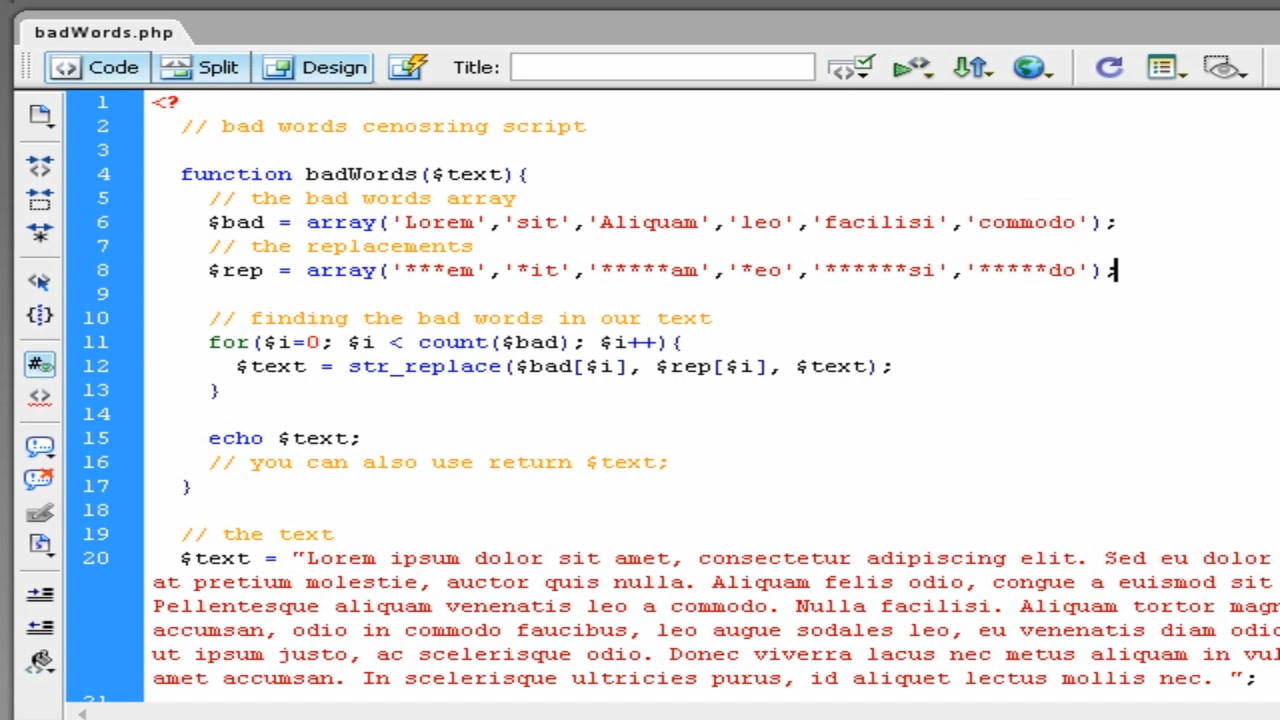 badWords.php
Code Split Design Title:
1 <?
2 // bad words cenosring script
3
4 function badWords($text){
5 // the bad words array
6 $bad = array('Lorem','sit','Aliquam','leo','facilisi','commodo');
7 // the replacements
8 $rep = array('***em','*it','*****am','*eo','******si','*****do');
9
10 // finding the bad words in our text
11 for($i=0; $i < count($bad); $i++){
12 $text = str_replace($bad[$i], $rep[$i], $text);
13 }
14
15 echo $text;
16 // you can also use return $text;
17 }
18
19 // the text
20 $text = "Lorem ipsum dolor sit amet, consectetur adipiscing elit. Sed eu dolor
at pretium molestie, auctor quis nulla. Aliquam felis odio, congue a euismod sit
Pellentesque aliquam venenatis leo a commodo. Nulla facilisi. Aliquam tortor magn
accumsan, odio in commodo faucibus, leo augue sodales leo, eu venenatis diam odio
ut ipsum justo, ac scelerisque odio. Donec viverra lacus nec metus aliquam in vul
amet accumsan. In scelerisque ultricies purus, id aliquet lectus mollis nec. ";
21